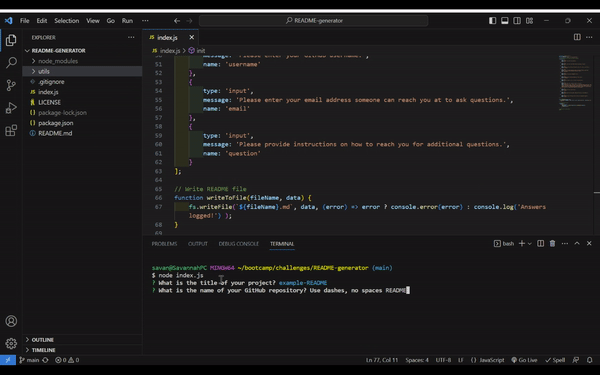 File Edit Selection View Go Run ···
README-generator
EXPLORER
README-GENERATOR
node_modules
utils
.gitignore
index.js
LICENSE
package-lock.json
package.json
README.md
OUTLINE
TIMELINE
index.js
index.js > init
50 message: 'Please enter your GitHub username.',
51 name: 'username'
52 },
53 {
54 type: 'input',
55 message: 'Please enter your email address someone can reach you at to ask questions.',
56 name: 'email'
57 },
58 {
59 type: 'input',
60 message: 'Please provide instructions on how to reach you for additional questions.',
61 name: 'question'
62 }
63 ];
64
65 // Write README file
66 function writeToFile(fileName, data) {
67 fs.writeFile(`${fileName}.md`, data, (error) => error ? console.error(error) : console.log('Answers
logged!') );
68 }
PROBLEMS OUTPUT DEBUG CONSOLE TERMINAL
bash
savan@SavannahPC MINGW64 ~/bootcamp/challenges/README-generator (main)
$ node index.js
? What is the title of your project? example-README
? What is the name of your GitHub repository? Use dashes, no spaces README
main 0 0 Ln 77, Col 11 Spaces: 4 UTF-8 LF {} JavaScript Go Live Spell